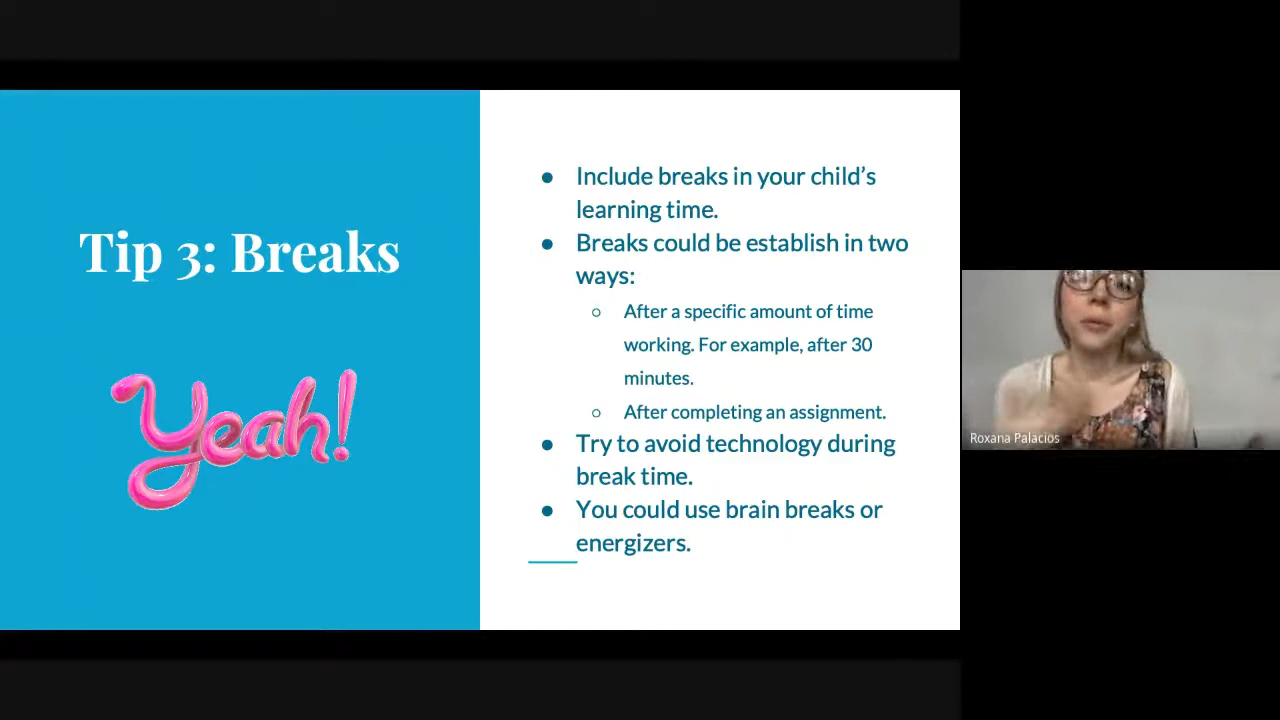 Tip 3: Breaks
Yeah!
● Include breaks in your child’s
learning time.
● Breaks could be establish in two
ways:
○ After a specific amount of time
working. For example, after 30
minutes.
○ After completing an assignment.
● Try to avoid technology during
break time.
● You could use brain breaks or
energizers.
Roxana Palacios